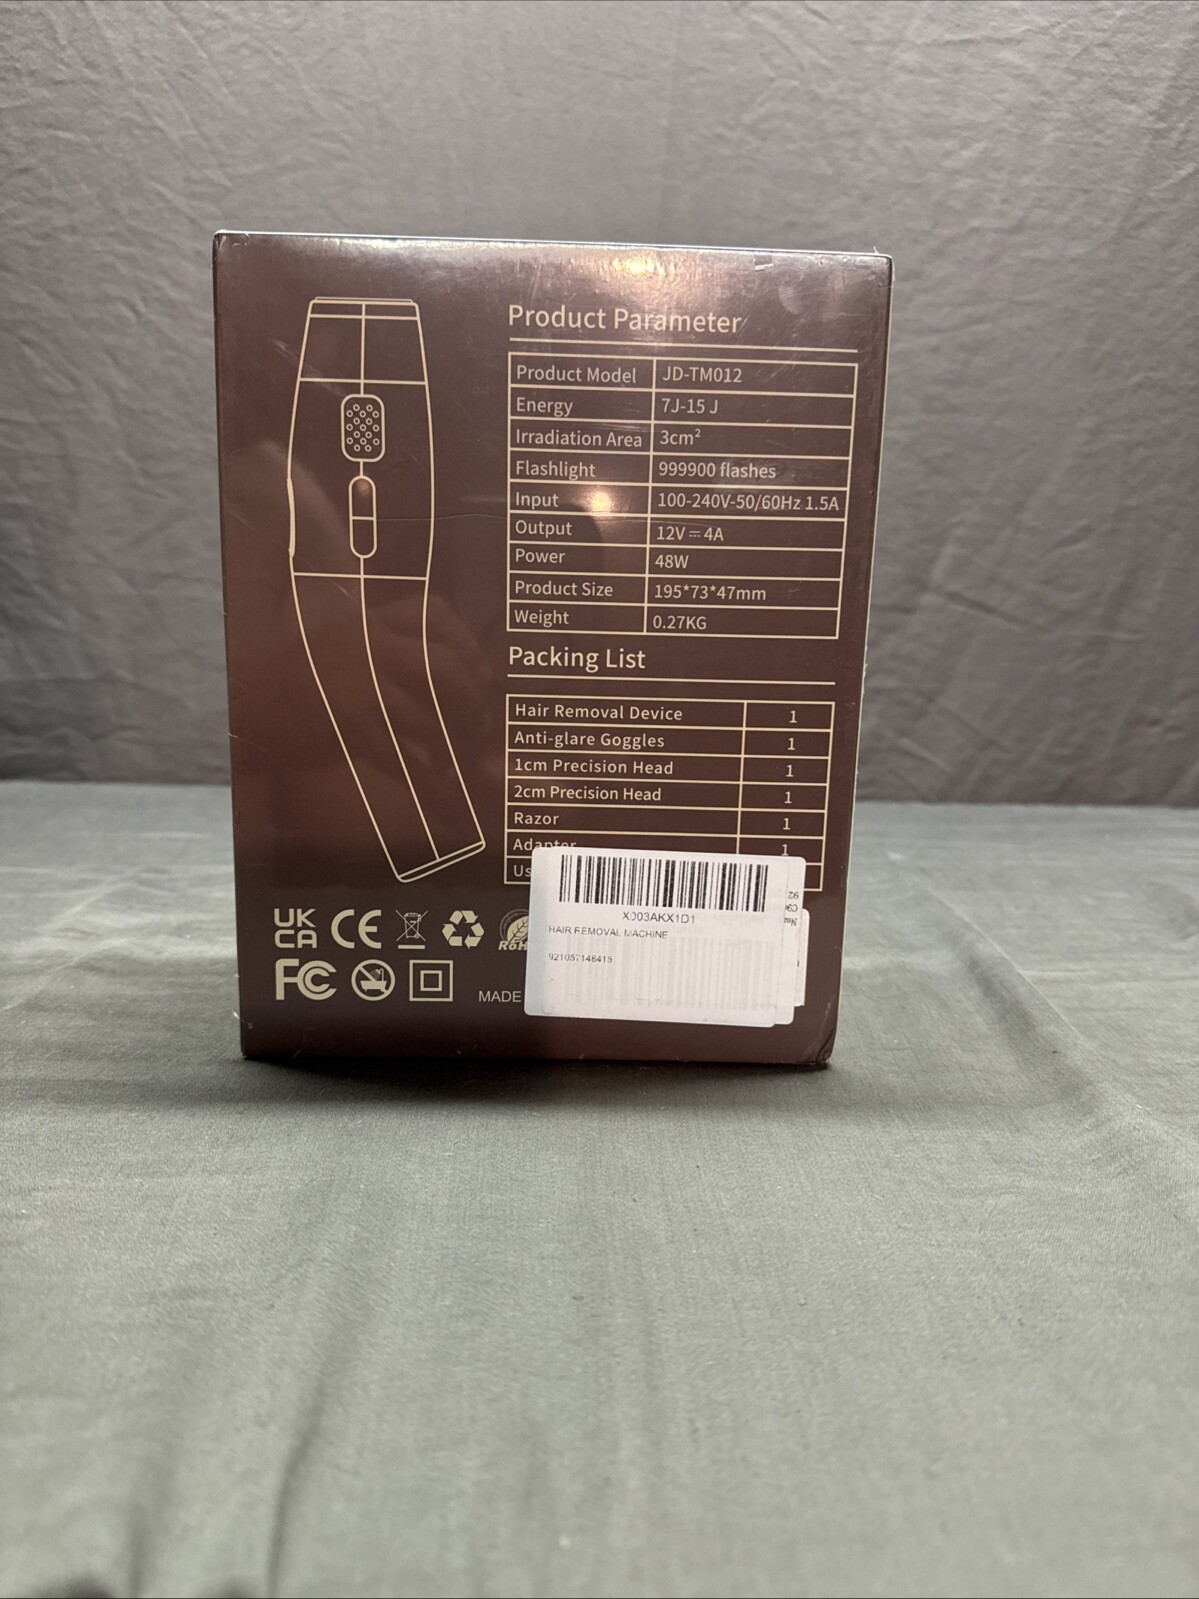 Product Parameter
Product Model JD-TM012
Energy 7J-15 J
Irradiation Area 3cm²
Flashlight 999900 flashes
Input 100-240V-50/60Hz 1.5A
Output 12V⎓4A
Power 48W
Product Size 195*73*47mm
Weight 0.27KG
Packing List
Hair Removal Device 1
Anti-glare Goggles 1
1cm Precision Head 1
2cm Precision Head 1
Razor 1
Adapter 1
Us
X003AKX1D1
HAIR REMOVAL MACHINE
921057146415
UK
CA
CE
RoH
FC
MADE